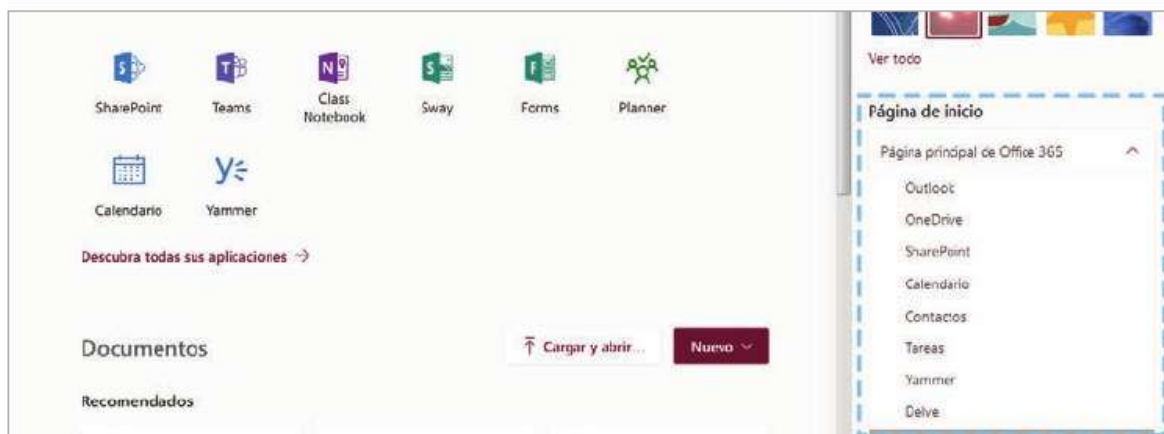 SharePoint
Teams
Class
Notebook
Sway
Forms
Planner
Calendario
Yammer
Descubra todas sus aplicaciones →
Documentos
Cargar y abrir...
Nuevo
Recomendados
Ver todo
Página de inicio
Página principal de Office 365
Outlook
OneDrive
SharePoint
Calendario
Contactos
Tareas
Yammer
Delve